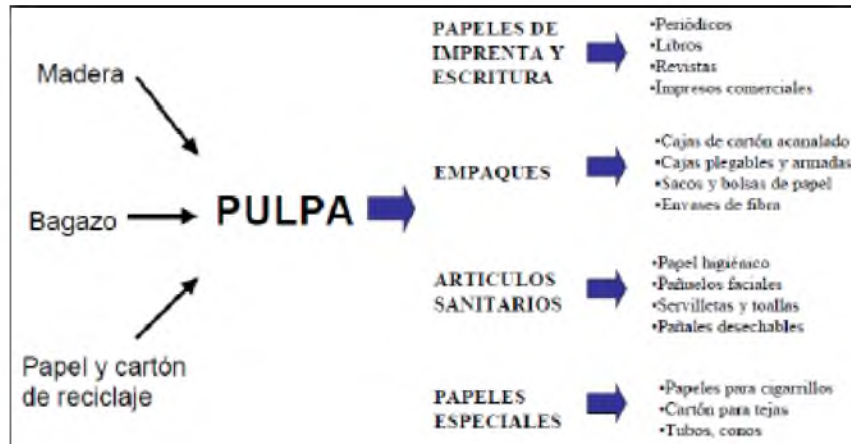 Madera
Bagazo
Papel y cartón
de reciclaje
PULPA
PAPELES DE
IMPRENTA Y
ESCRITURA
•Periódicos
•Libros
•Revistas
•Impresos comerciales
EMPAQUES
•Cajas de cartón acanalado
•Cajas plegables y armadas
•Sacos y bolsas de papel
•Envases de fibra
ARTICULOS
SANITARIOS
•Papel higiénico
•Pañuelos faciales
•Servilletas y toallas
•Pañales desechables
PAPELES
ESPECIALES
•Papeles para cigarrillos
•Cartón para tejas
•Tubos, conos